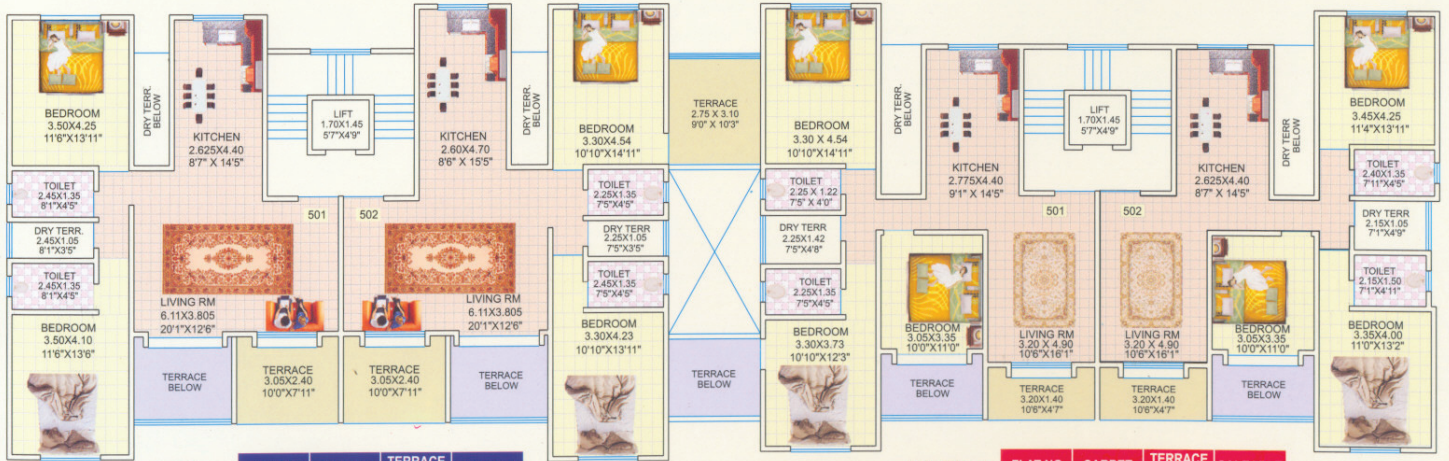 BEDROOM
3.50X4.25
11'6"X13'11"
DRY TERR.
BELOW
KITCHEN
2.625X4.40
8'7" X 14'5"
LIFT
1.70X1.45
5'7"X4'9"
KITCHEN
2.60X4.70
8'6" X 15'5"
DRY TERR.
BELOW
BEDROOM
3.30X4.54
10'10"X14'11"
TERRACE
2.75 X 3.10
9'0" X 10'3"
BEDROOM
3.30 X 4.54
10'10"X14'11"
DRY TERR.
BELOW
KITCHEN
2.775X4.40
9'1" X 14'5"
LIFT
1.70X1.45
5'7"X4'9"
KITCHEN
2.625X4.40
8'7" X 14'5"
DRY TERR
BELOW
BEDROOM
3.45X4.25
11'4"X13'11"
TOILET
2.45X1.35
8'1"X4'5"
DRY TERR.
2.45X1.05
8'1"X3'5"
TOILET
2.45X1.35
8'1"X4'5"
501
502
LIVING RM
6.11X3.805
20'1"X12'6"
LIVING RM
6.11X3.805
20'1"X12'6"
TOILET
2.25X1.35
7'5"X4'5"
DRY TERR
2.25X1.05
7'5"X3'5"
TOILET
2.25X1.35
7'5"X4'5"
TOILET
2.25 X 1.22
7'5" X 4'0"
DRY TERR
2.25X1.42
7'5"X4'8"
TOILET
2.25X1.35
7'5"X4'5"
501
502
TOILET
2.40X1.35
7'11"X4'5"
DRY TERR
2.15X1.05
7'1"X4'9"
TOILET
2.15X1.50
7'1"X4'11"
BEDROOM
3.50X4.10
11'6"X13'6"
TERRACE
BELOW
TERRACE
3.05X2.40
10'0"X7'11"
TERRACE
3.05X2.40
10'0"X7'11"
TERRACE
BELOW
BEDROOM
3.30X4.23
10'10"X13'11"
TERRACE
BELOW
BEDROOM
3.30X3.73
10'10"X12'3"
BEDROOM
3.05X3.35
10'0"X11'0"
LIVING RM
3.20 X 4.90
10'6"X16'1"
LIVING RM
3.20 X 4.90
10'6"X16'1"
BEDROOM
3.05X3.35
10'0"X11'0"
BEDROOM
3.35X4.00
11'0"X13'2"
TERRACE
BELOW
TERRACE
3.20X1.40
10'6"X4'7"
TERRACE
3.20X1.40
10'6"X4'7"
TERRACE
BELOW
TERRACE
TERRACE